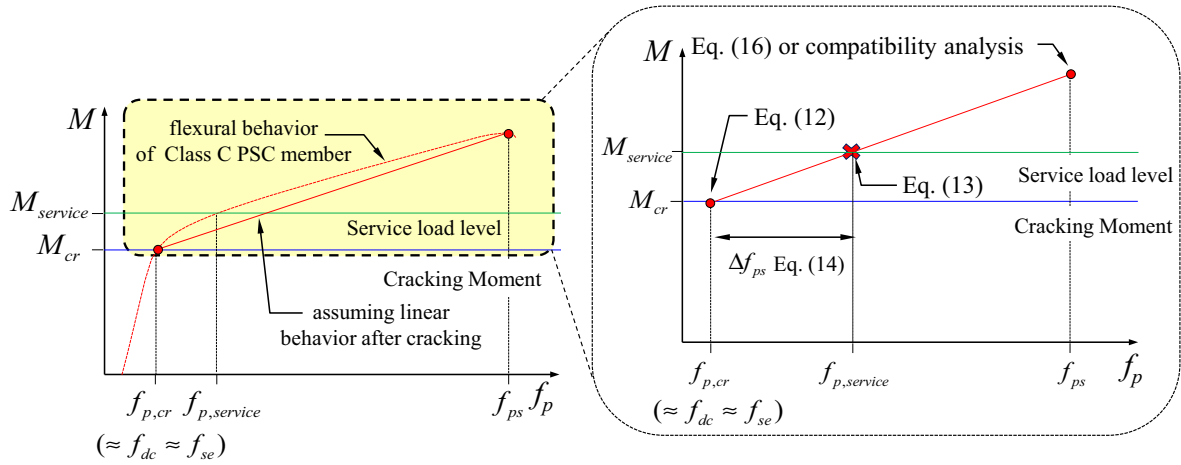 M
flexural behavior
of Class C PSC member
M_service
Service load level
M_cr
Cracking Moment
assuming linear
behavior after cracking
f_p,cr
f_p,service
f_ps
f_p
(≈ f_dc ≈ f_se)
M
Eq. (16) or compatibility analysis
Eq. (12)
M_service
Service load level
Eq. (13)
M_cr
Cracking Moment
Δf_ps Eq. (14)
f_p,cr
f_p,service
f_ps
f_p
(≈ f_dc ≈ f_se)